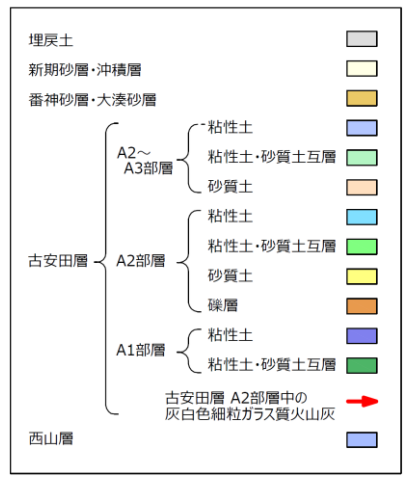 埋戻土
新期砂層・沖積層
番神砂層・大湊砂層
粘性土
A2～
A3部層
粘性土・砂質土互層
砂質土
粘性土
粘性土・砂質土互層
古安田層
A2部層
砂質土
礫層
粘性土
A1部層
粘性土・砂質土互層
古安田層 A2部層中の
灰白色細粒ガラス質火山灰
西山層